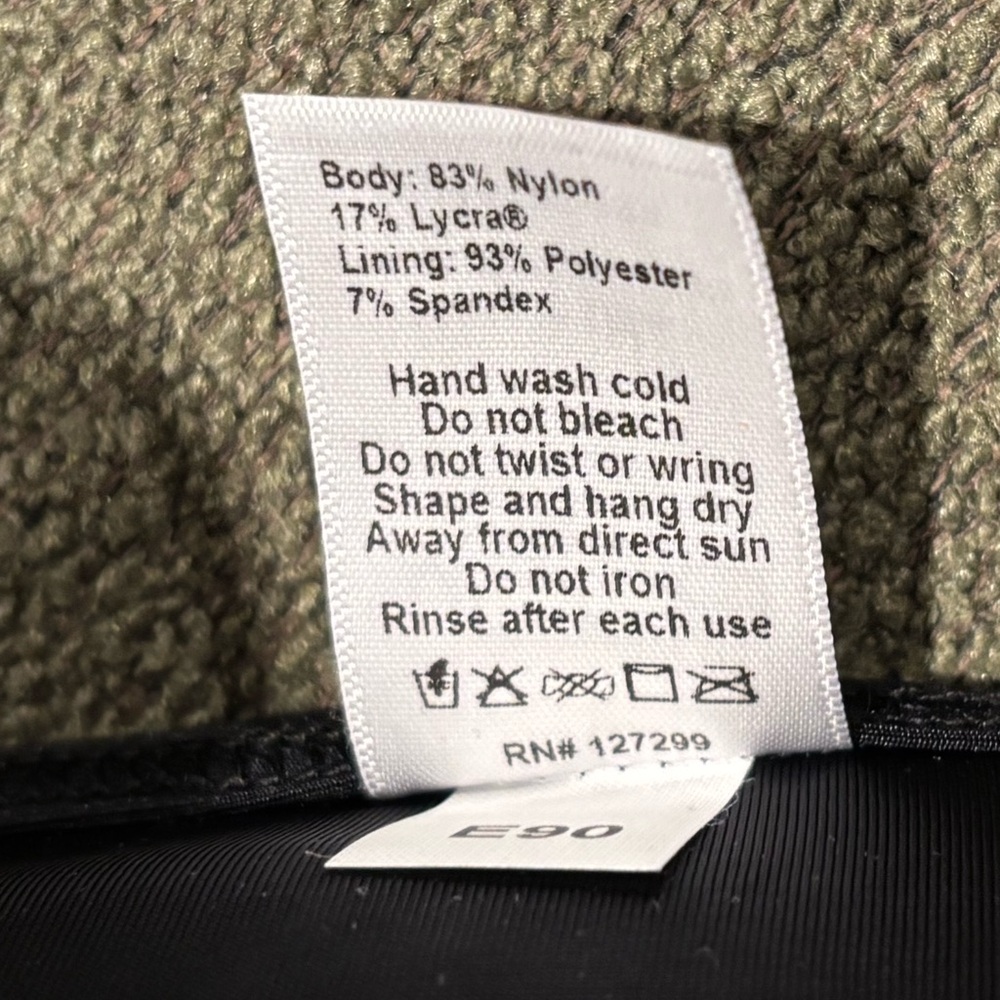 Body: 83% Nylon
17% Lycra®
Lining: 93% Polyester
7% Spandex
Hand wash cold
Do not bleach
Do not twist or wring
Shape and hang dry
Away from direct sun
Do not iron
Rinse after each use
RN# 127299
E90